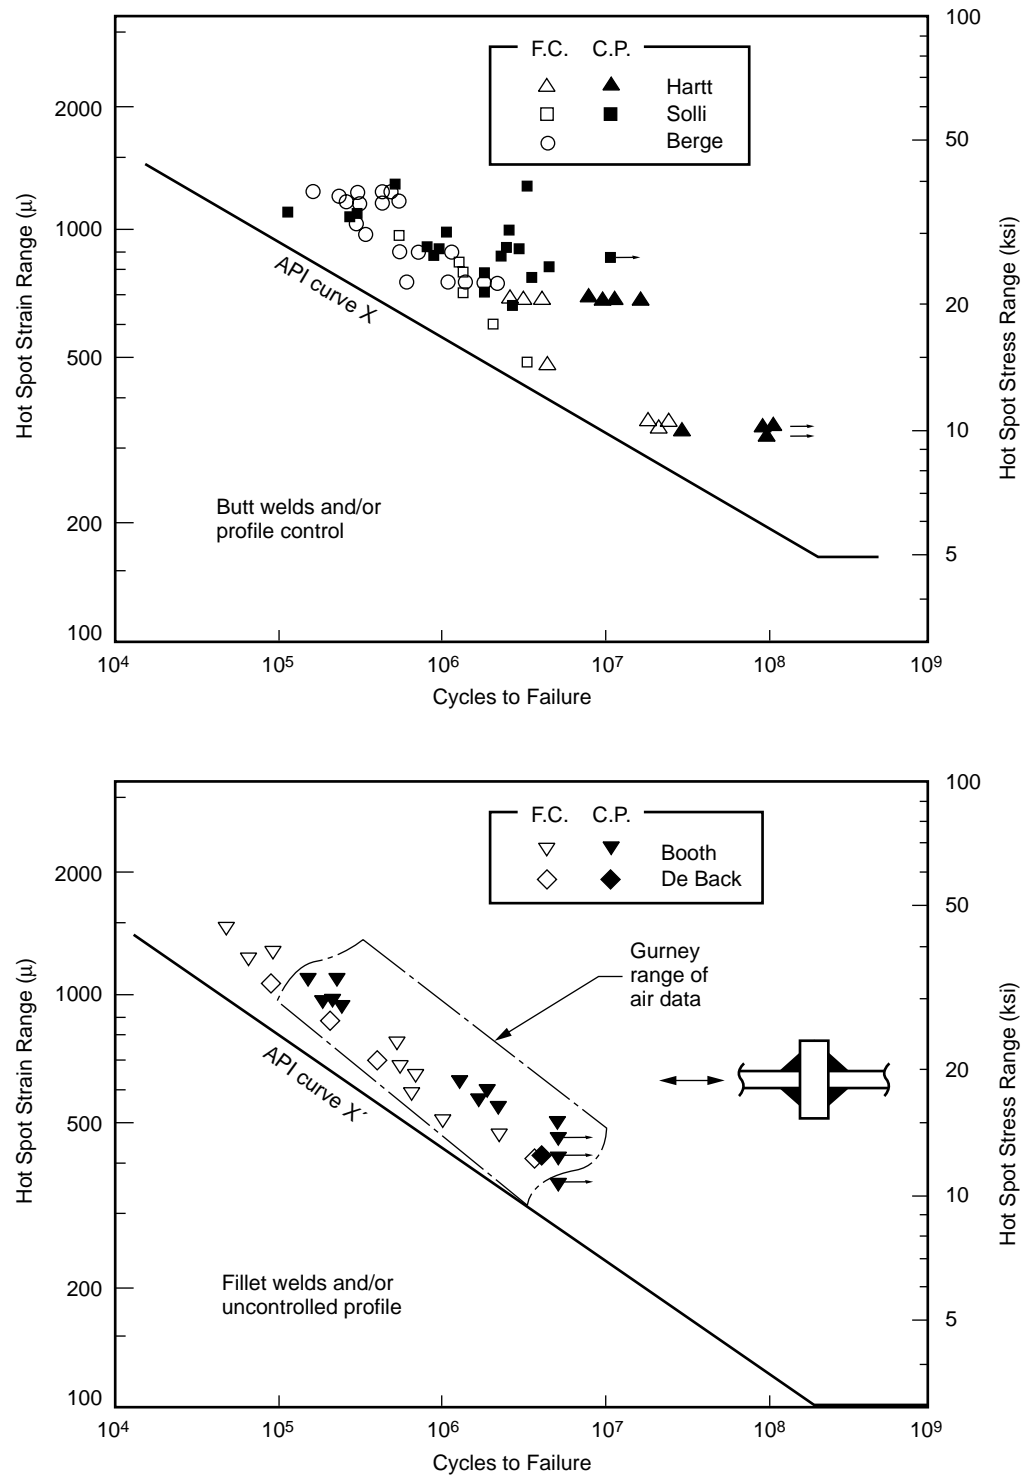 100
F.C. C.P.
Hartt
Solli
Berge
2000
50
1000
API curve X
20
500
10
Butt welds and/or
profile control
200
5
100
10⁴ 10⁵ 10⁶ 10⁷ 10⁸ 10⁹
Cycles to Failure
Hot Spot Strain Range (μ)
Hot Spot Stress Range (ksi)
100
F.C. C.P.
Booth
De Back
2000
50
Gurney
range of
air data
1000
API curve X′
20
500
10
Fillet welds and/or
uncontrolled profile
200
5
100
10⁴ 10⁵ 10⁶ 10⁷ 10⁸ 10⁹
Cycles to Failure
Hot Spot Strain Range (μ)
Hot Spot Stress Range (ksi)